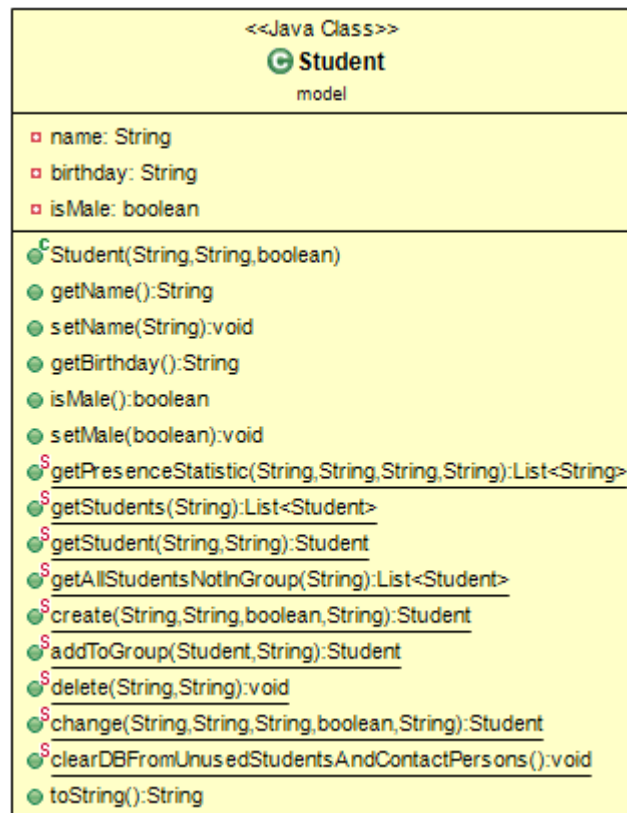 <<Java Class>>
C Student
model
name: String
birthday: String
isMale: boolean
C Student(String,String,boolean)
getName():String
setName(String):void
getBirthday():String
isMale():boolean
setMale(boolean):void
S getPresenceStatistic(String,String,String,String):List<String>
S getStudents(String):List<Student>
S getStudent(String,String):Student
S getAllStudentsNotInGroup(String):List<Student>
S create(String,String,boolean,String):Student
S addToGroup(Student,String):Student
S delete(String,String):void
S change(String,String,String,boolean,String):Student
S clearDBFromUnusedStudentsAndContactPersons():void
toString():String